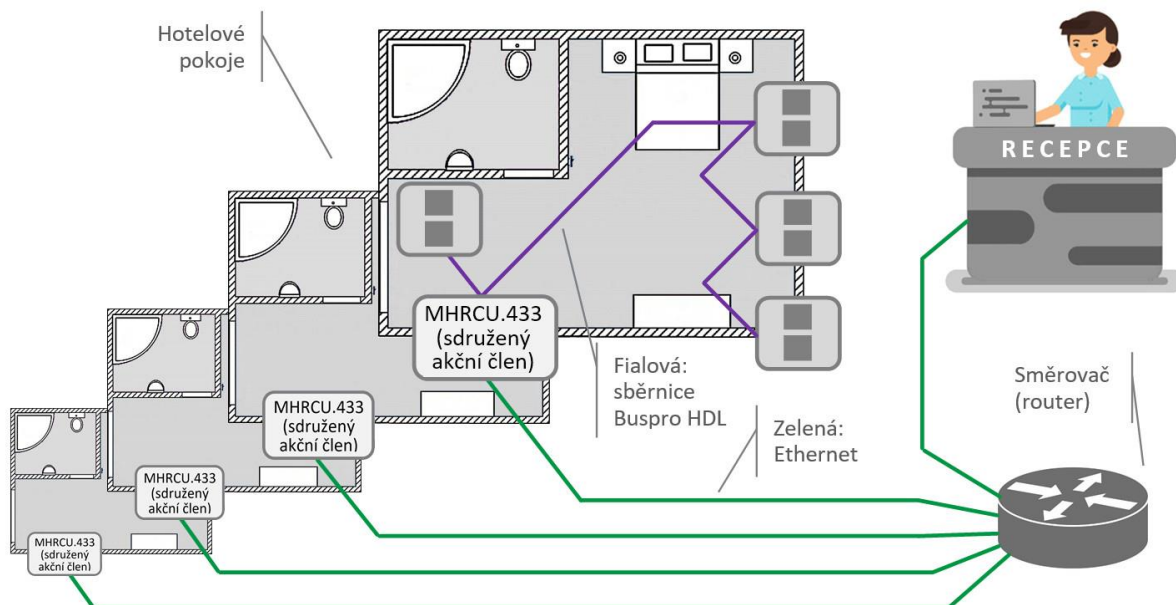 Hotelové
pokoje
RECEPCE
MHRCU.433
(sdružený
akční člen)
Fialová:
sběrnice
Buspro HDL
Směrovač
(router)
Zelená:
Ethernet
MHRCU.433
(sdružený
akční člen)
MHRCU.433
(sdružený
akční člen)
MHRCU.433
(sdružený
akční člen)